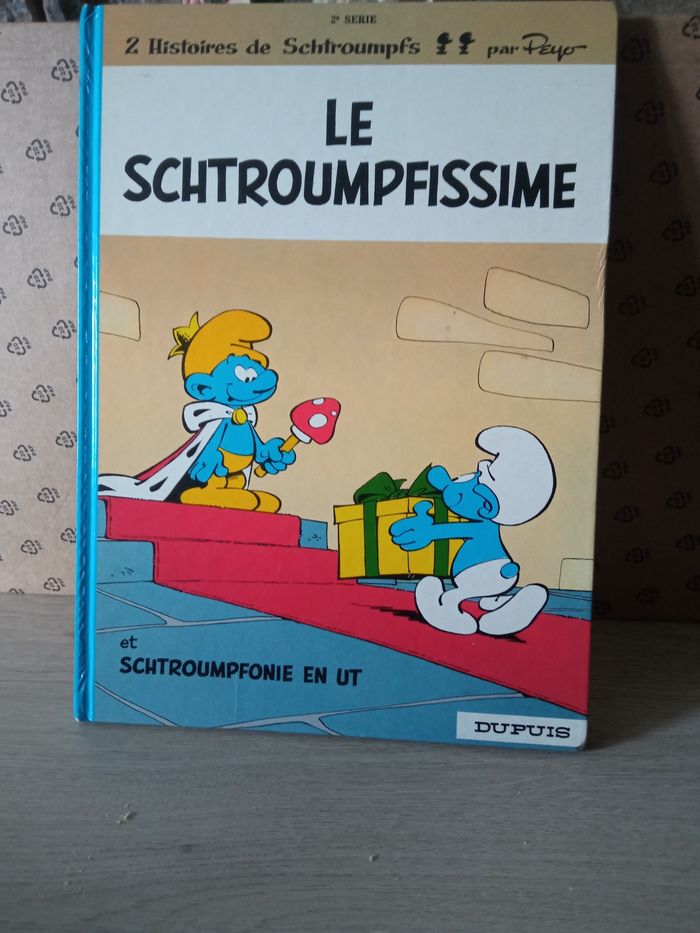 2e SERIE
2 Histoires de Schtroumpfs par Peyo
LE
SCHTROUMPFISSIME
et
SCHTROUMPFONIE EN UT
DUPUIS